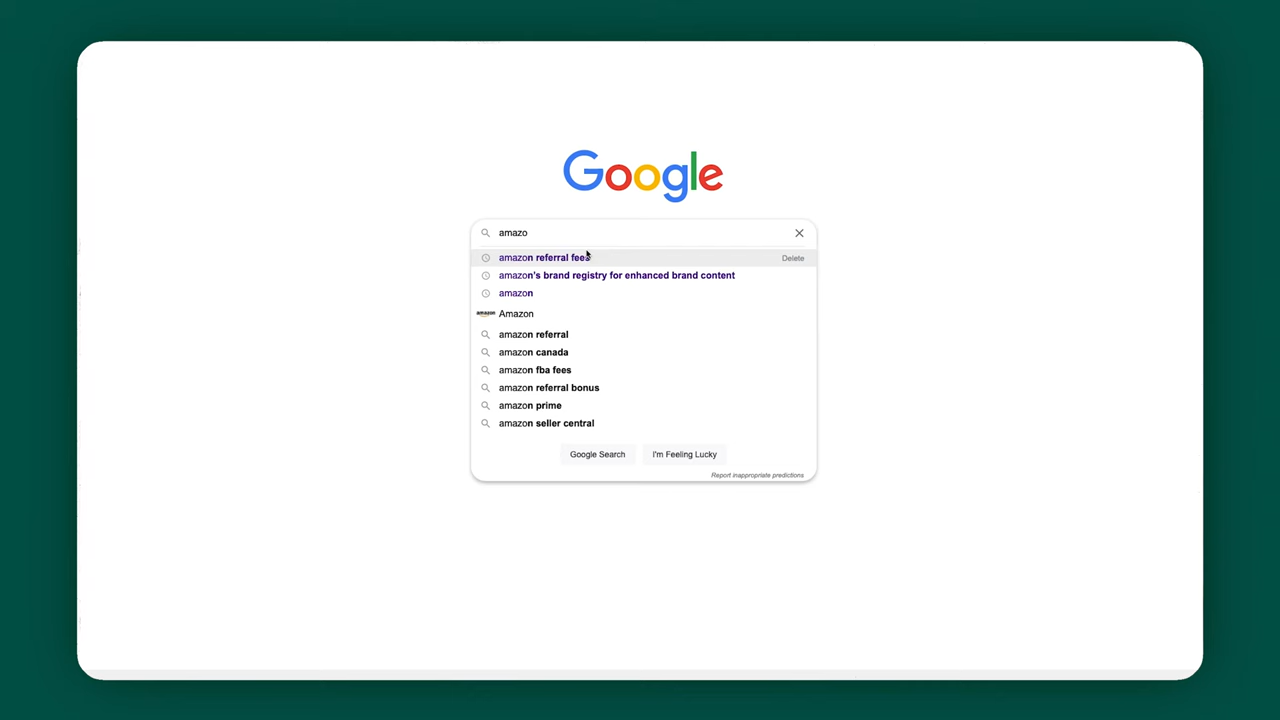 Google
amazo
amazon referral fees
Delete
amazon's brand registry for enhanced brand content
amazon
amazon Amazon
amazon referral
amazon canada
amazon fba fees
amazon referral bonus
amazon prime
amazon seller central
Google Search I'm Feeling Lucky
Report inappropriate predictions